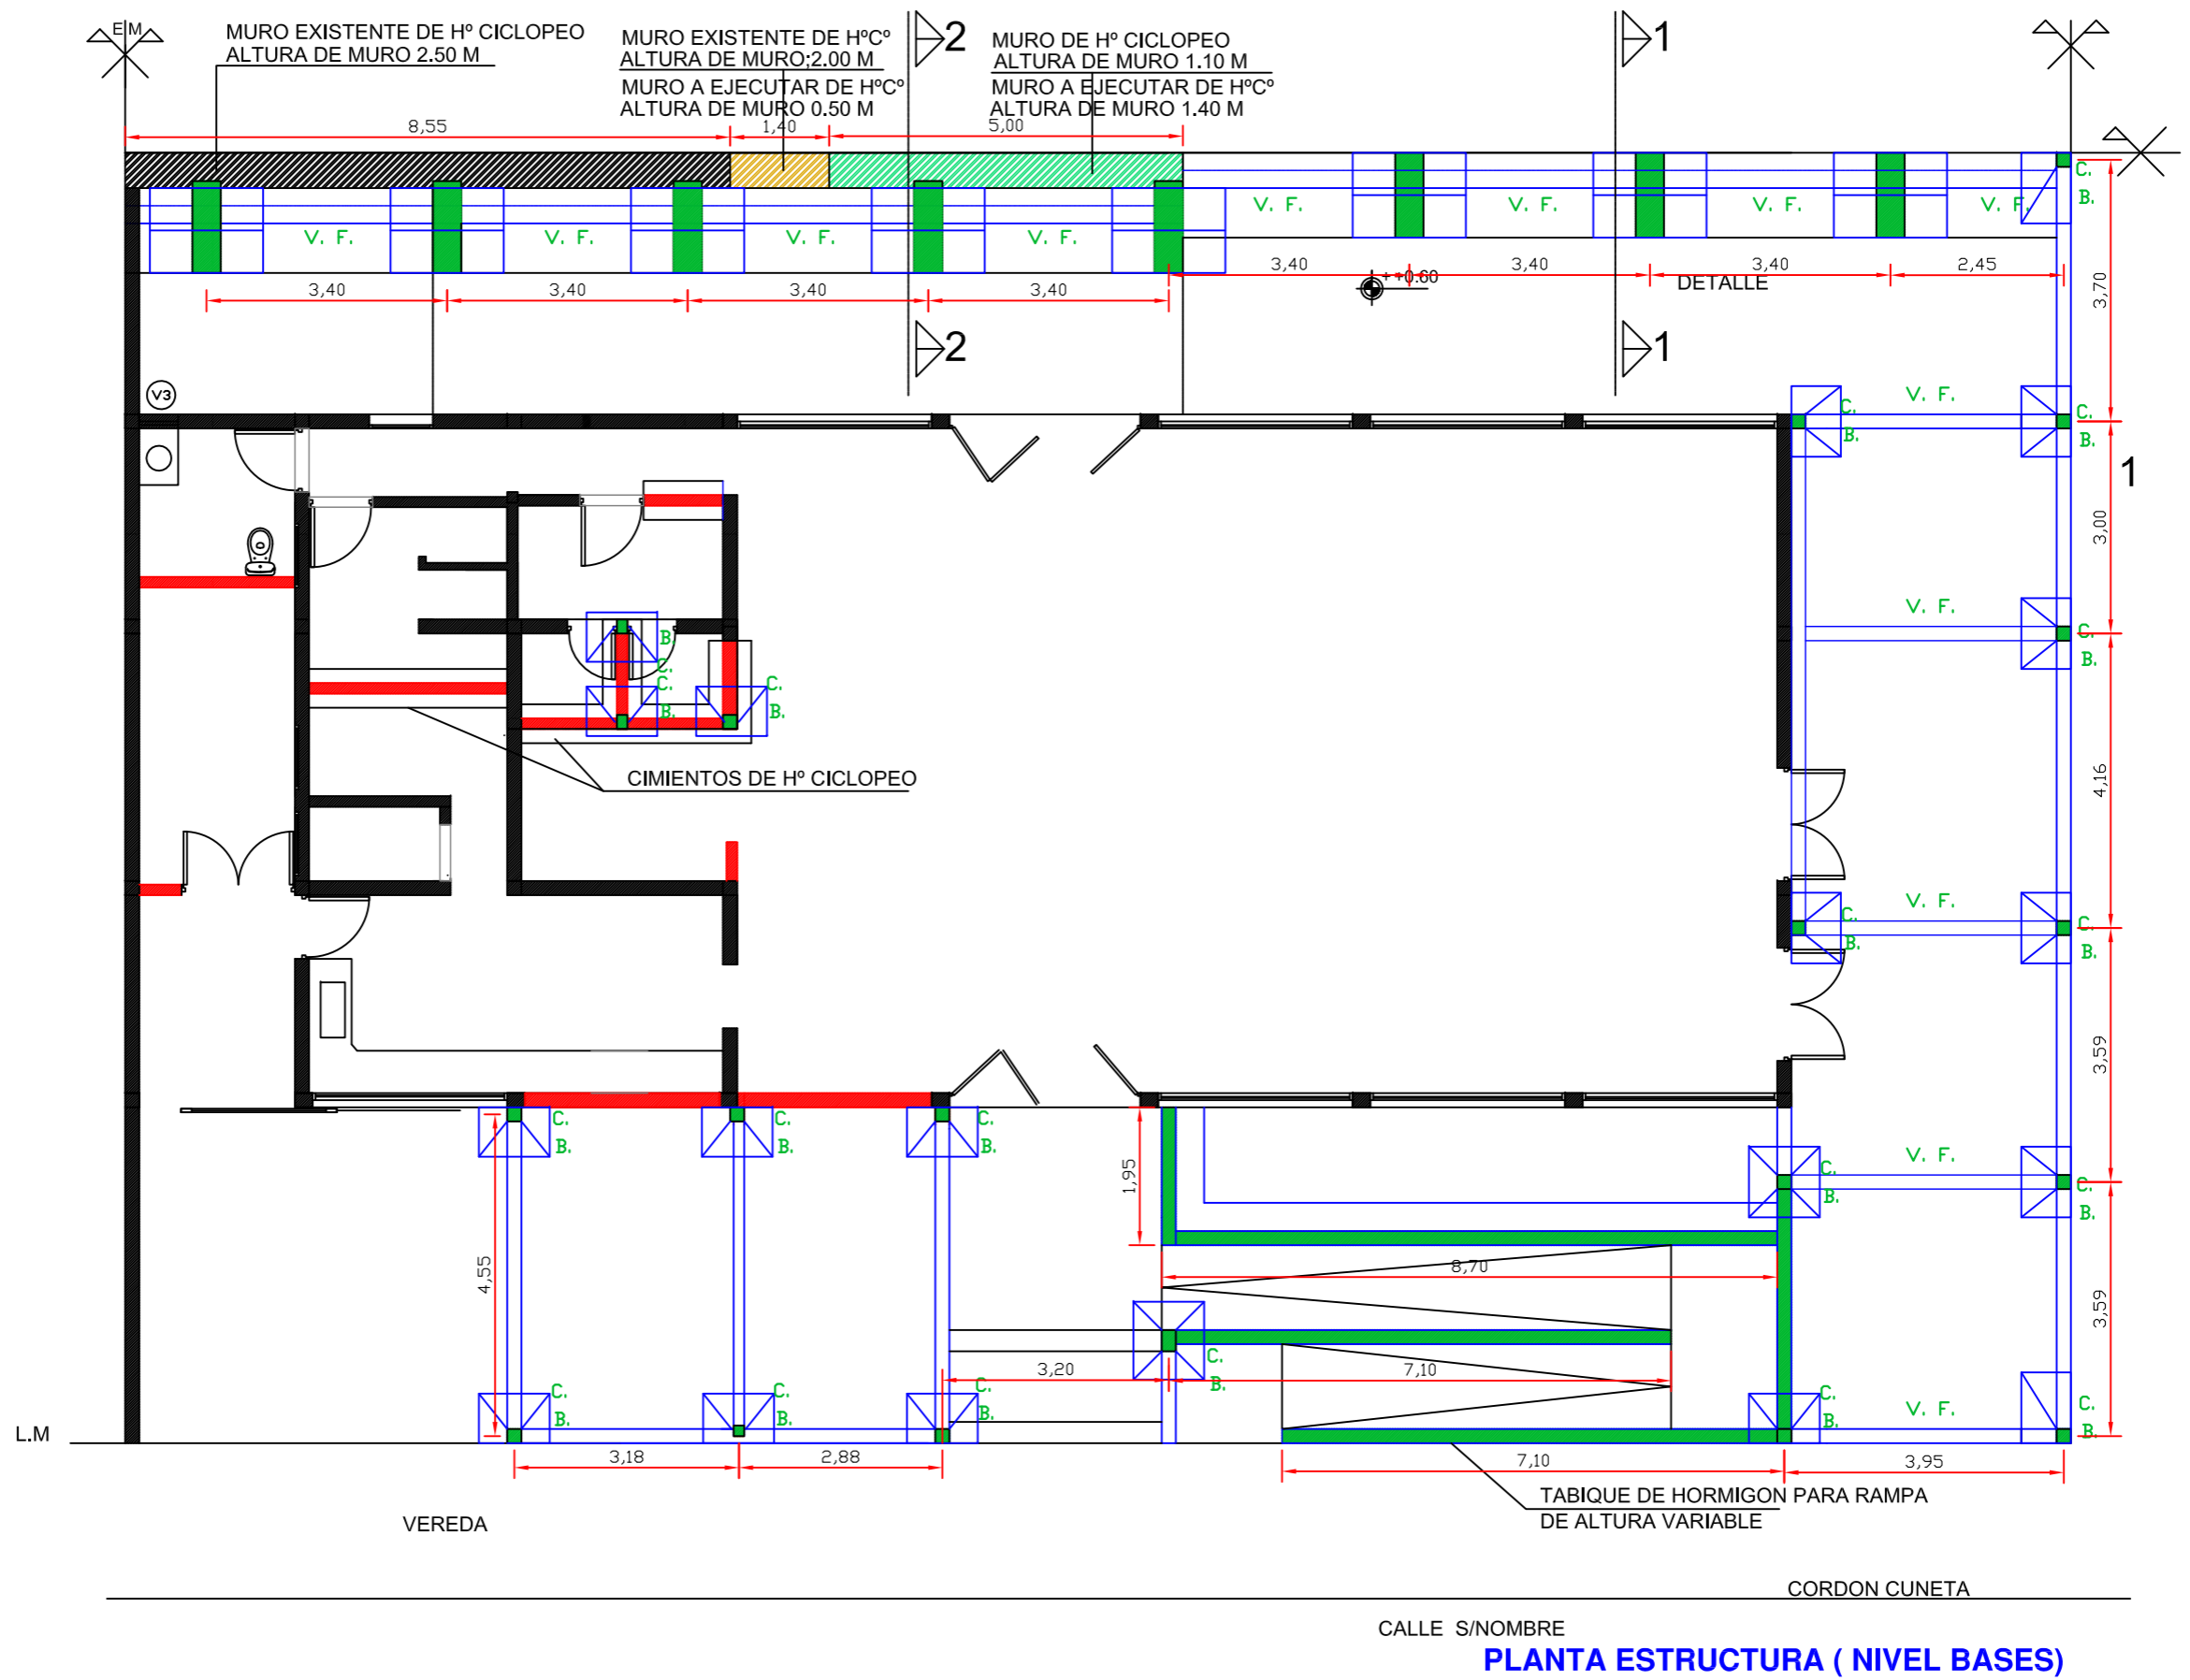 E|M
MURO EXISTENTE DE Hº CICLOPEO
ALTURA DE MURO 2.50 M
MURO EXISTENTE DE HºCº
ALTURA DE MURO;2.00 M
MURO A EJECUTAR DE HºCº
ALTURA DE MURO 0.50 M
2
MURO DE Hº CICLOPEO
ALTURA DE MURO 1.10 M
MURO A EJECUTAR DE HºCº
ALTURA DE MURO 1.40 M
1
8,55
1,40
5,00
C.
B.
V. F.
V. F.
V. F.
V. F.
V. F.
V. F.
V. F.
V. F.
3,40
3,40
3,40
2,45
++0.60
DETALLE
3,40
3,40
3,40
3,40
3,70
2
1
V3
V. F.
C.
B.
C.
B.
1
3,00
V. F.
C.
B.
B.
C.
C.
B.
C.
B.
CIMIENTOS DE Hº CICLOPEO
4,16
V. F.
C.
B.
C.
B.
3,59
C.
B.
C.
B.
C.
B.
1,95
V. F.
C.
B.
C.
B.
4,55
8,70
3,59
3,20
7,10
C.
B.
C.
B.
C.
B.
C.
B.
C.
B.
V. F.
C.
B.
L.M
3,18
2,88
7,10
3,95
TABIQUE DE HORMIGON PARA RAMPA
DE ALTURA VARIABLE
VEREDA
CORDON CUNETA
CALLE S/NOMBRE
PLANTA ESTRUCTURA ( NIVEL BASES)